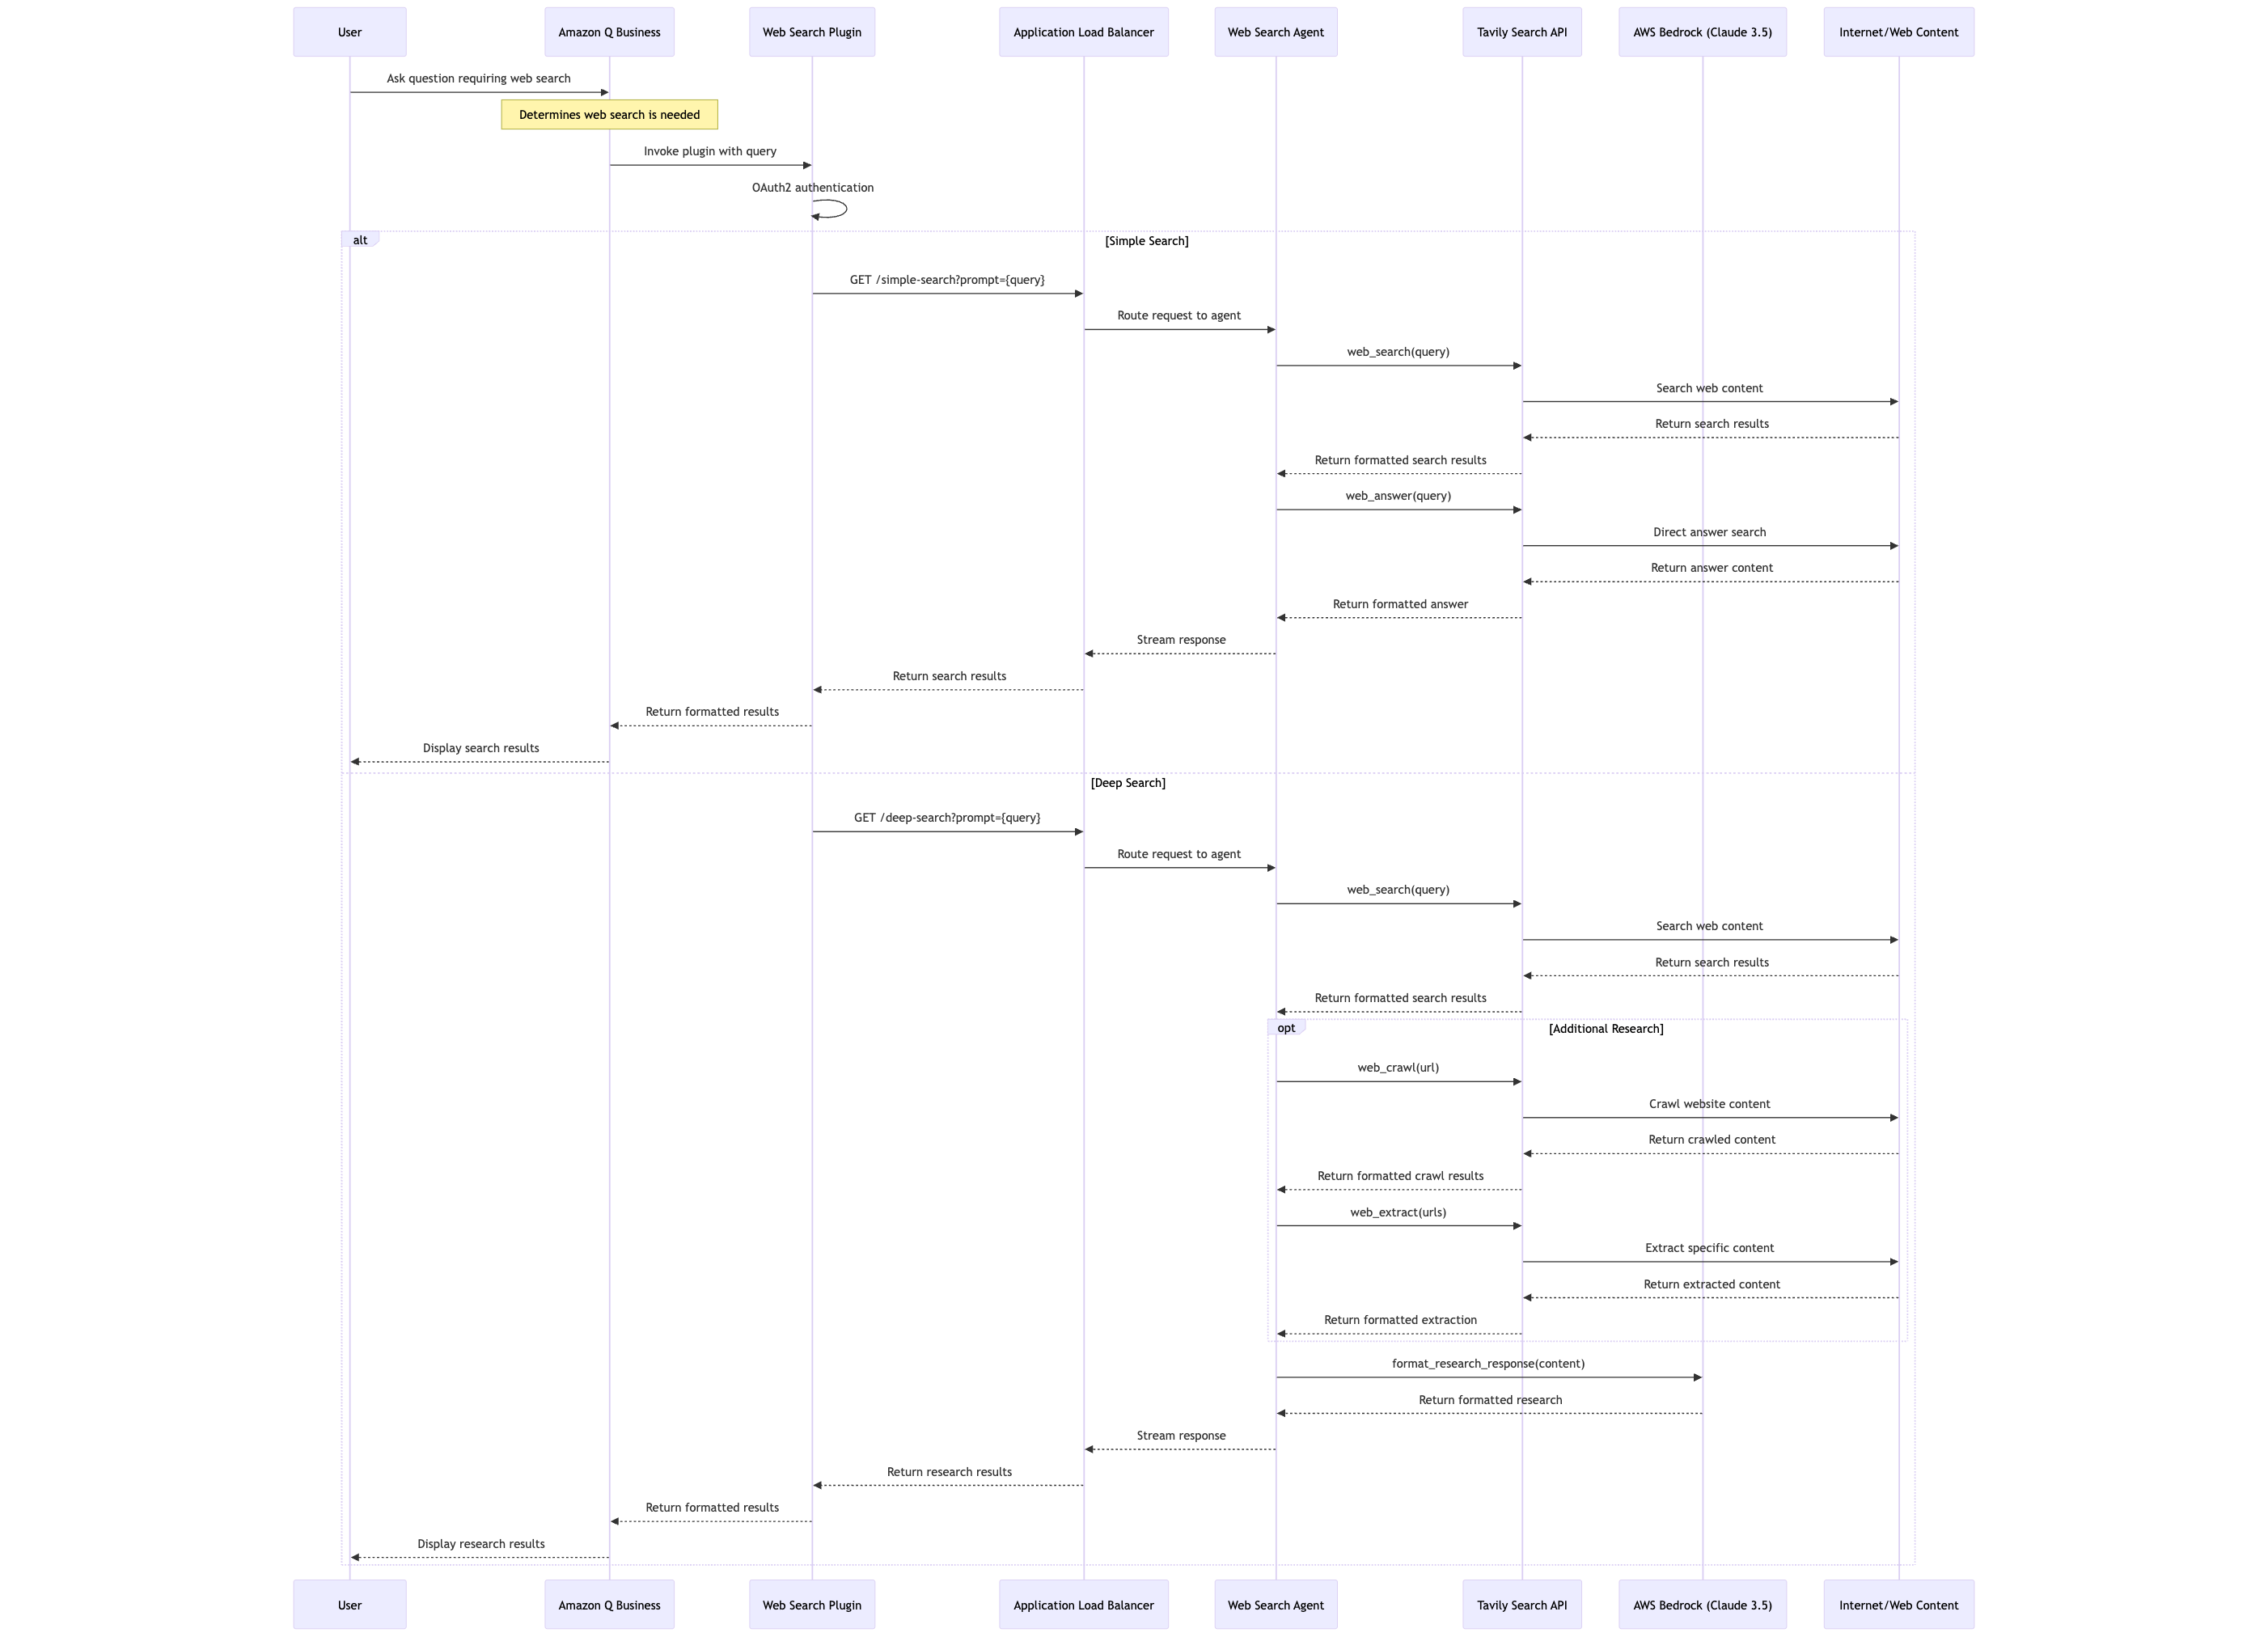 User
Amazon Q Business
Web Search Plugin
Application Load Balancer
Web Search Agent
Tavily Search API
AWS Bedrock (Claude 3.5)
Internet/Web Content
Ask question requiring web search
Determines web search is needed
Invoke plugin with query
OAuth2 authentication
alt
[Simple Search]
GET /simple-search?prompt={query}
Route request to agent
web_search(query)
Search web content
Return search results
Return formatted search results
web_answer(query)
Direct answer search
Return answer content
Return formatted answer
Stream response
Return search results
Return formatted results
Display search results
[Deep Search]
GET /deep-search?prompt={query}
Route request to agent
web_search(query)
Search web content
Return search results
Return formatted search results
opt
[Additional Research]
web_crawl(url)
Crawl website content
Return crawled content
Return formatted crawl results
web_extract(urls)
Extract specific content
Return extracted content
Return formatted extraction
format_research_response(content)
Return formatted research
Stream response
Return research results
Return formatted results
Display research results
User
Amazon Q Business
Web Search Plugin
Application Load Balancer
Web Search Agent
Tavily Search API
AWS Bedrock (Claude 3.5)
Internet/Web Content